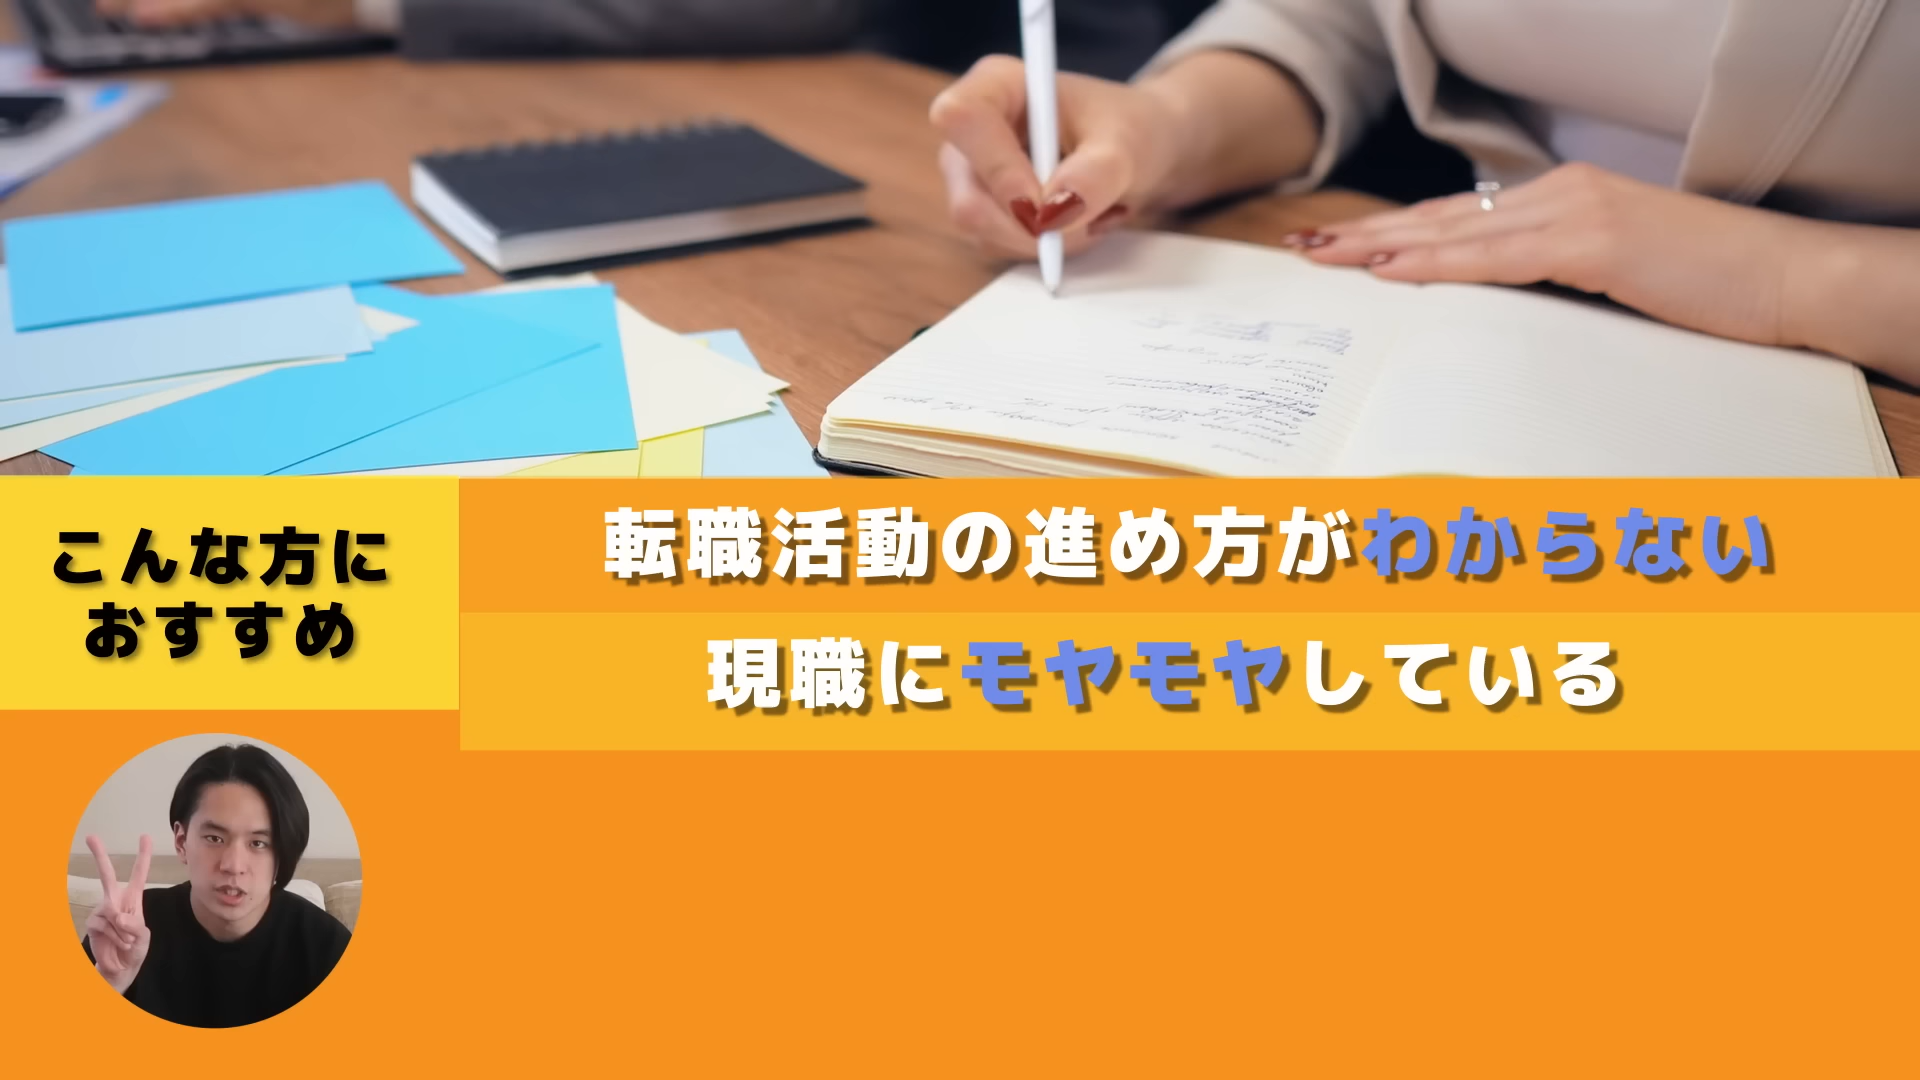 こんな方に
おすすめ
転職活動の進め方がわからない
現職にモヤモヤしている